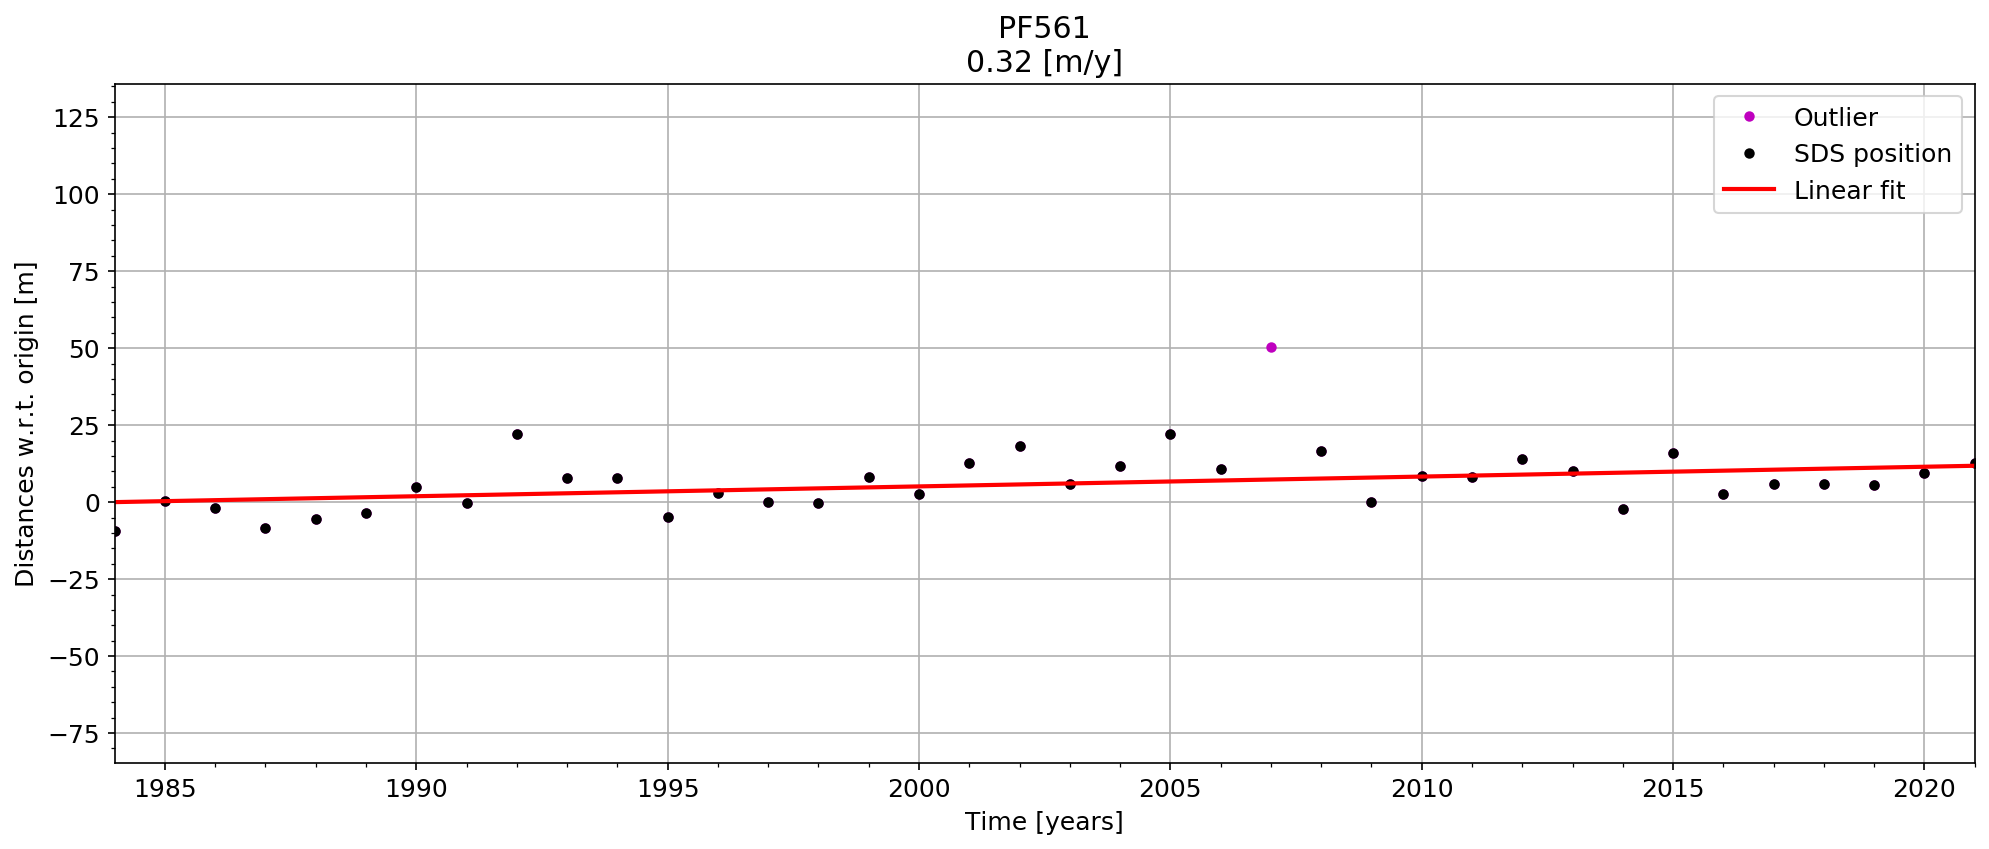 PF561
0.32 [m/y]
Outlier
SDS position
Linear fit
Distances w.r.t. origin [m]
125
100
75
50
25
0
−25
−50
−75
1985 1990 1995 2000 2005 2010 2015 2020
Time [years]